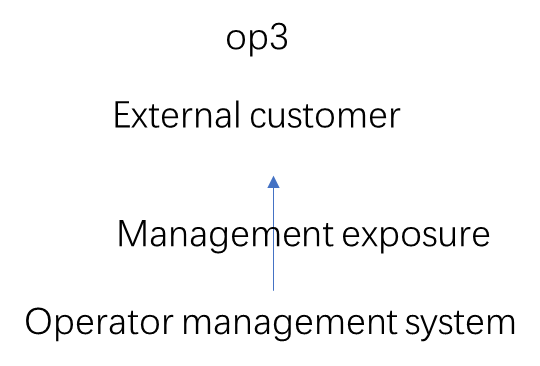 op3
External customer
Management exposure
Operator management system